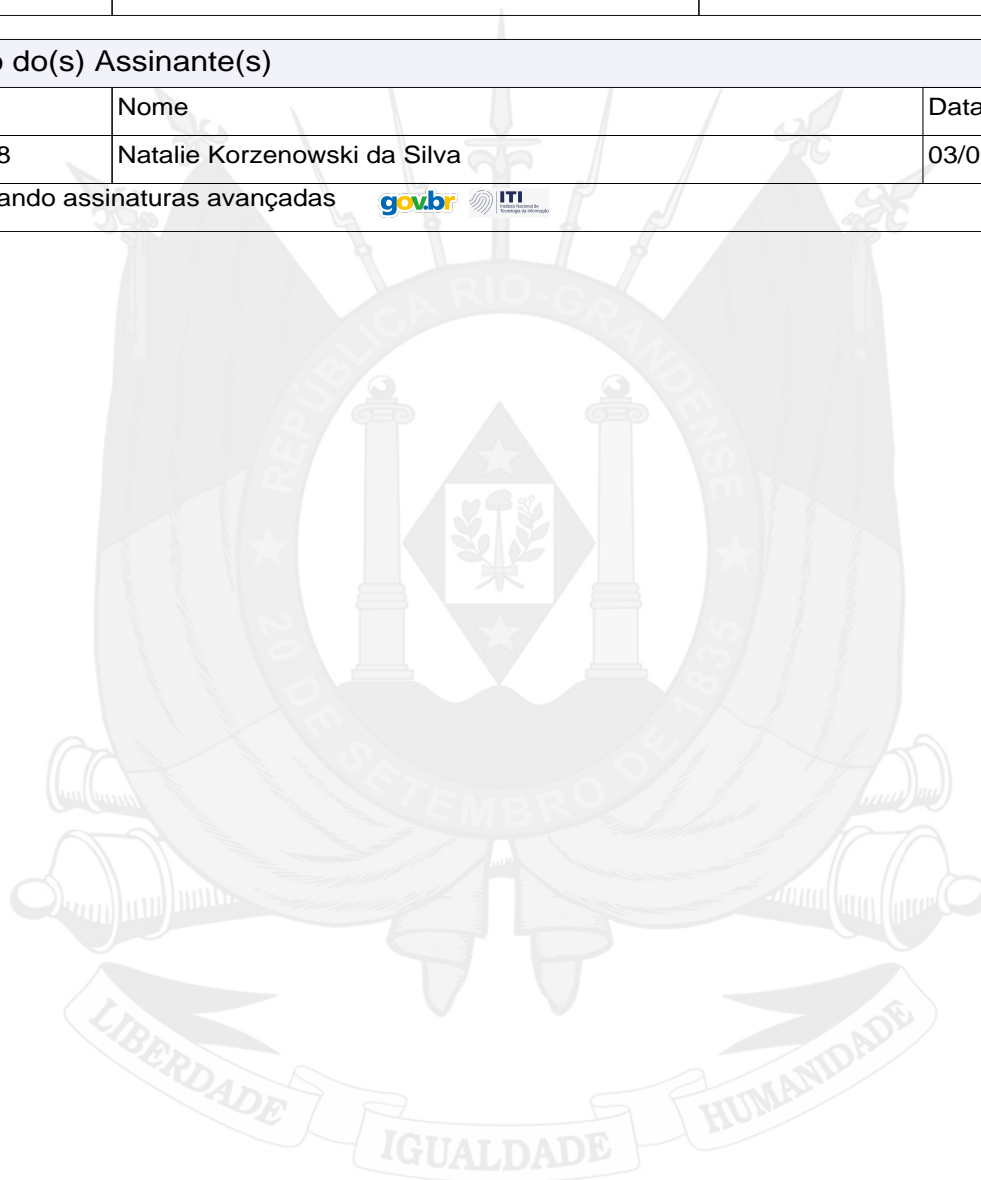 o do(s) Assinante(s)
Nome
Data
8
Natalie Korzenowski da Silva
03/0
ando assinaturas avançadas
gov.br
ITI
REPÚBLICA RIO-GRANDENSE
20 DE SETEMBRO DE 1835
LIBERDADE
IGUALDADE
HUMANIDADE